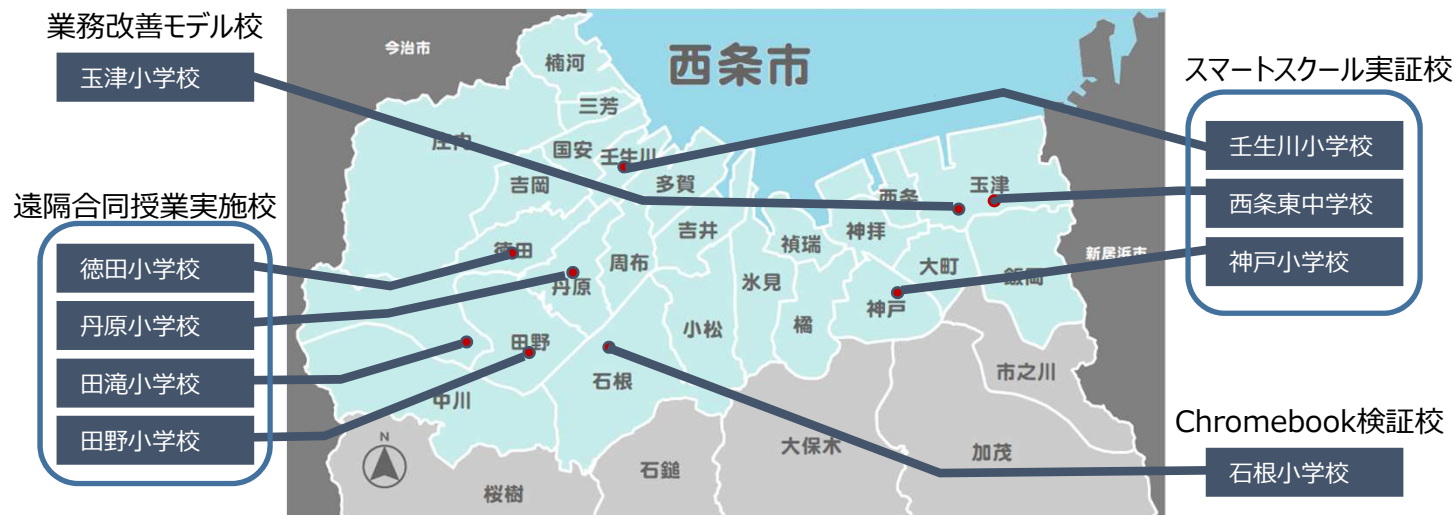 業務改善モデル校
玉津小学校
遠隔合同授業実施校
徳田小学校
丹原小学校
田滝小学校
田野小学校
今治市
西条市
楠河
三芳
庄内
国安
壬生川
吉岡
多賀
西条
玉津
徳田
周布
吉井
禎瑞
神拝
新居浜市
丹原
氷見
大町
飯岡
神戸
小松
橘
田野
石根
市之川
中川
N
大保木
加茂
石鎚
桜樹
スマートスクール実証校
壬生川小学校
西条東中学校
神戸小学校
Chromebook検証校
石根小学校